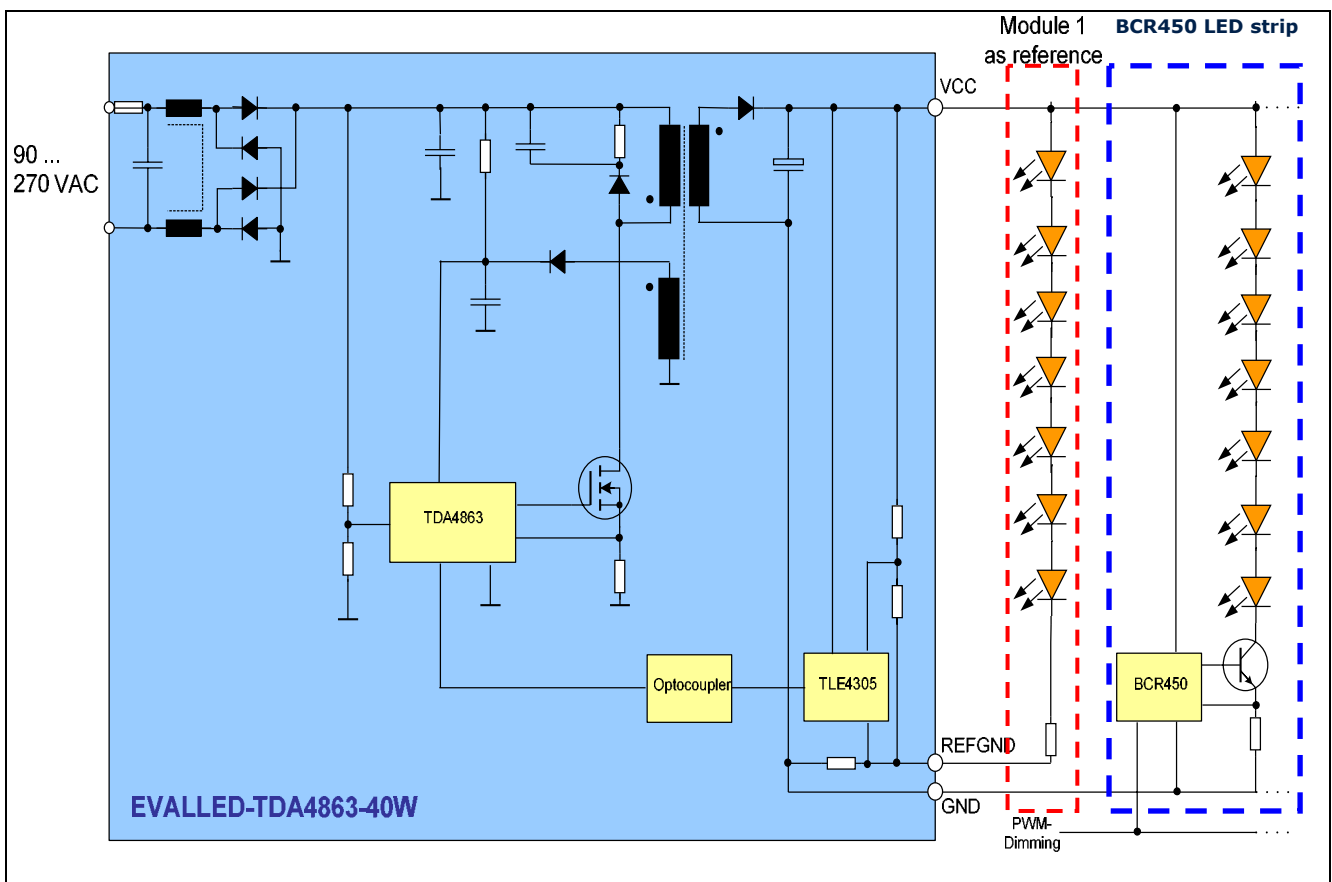 Module 1
as reference
BCR450 LED strip
VCC
90 ...
270 VAC
TDA4863
Optocoupler
TLE4305
BCR450
REFGND
GND
EVALLED-TDA4863-40W
PWM-
Dimming